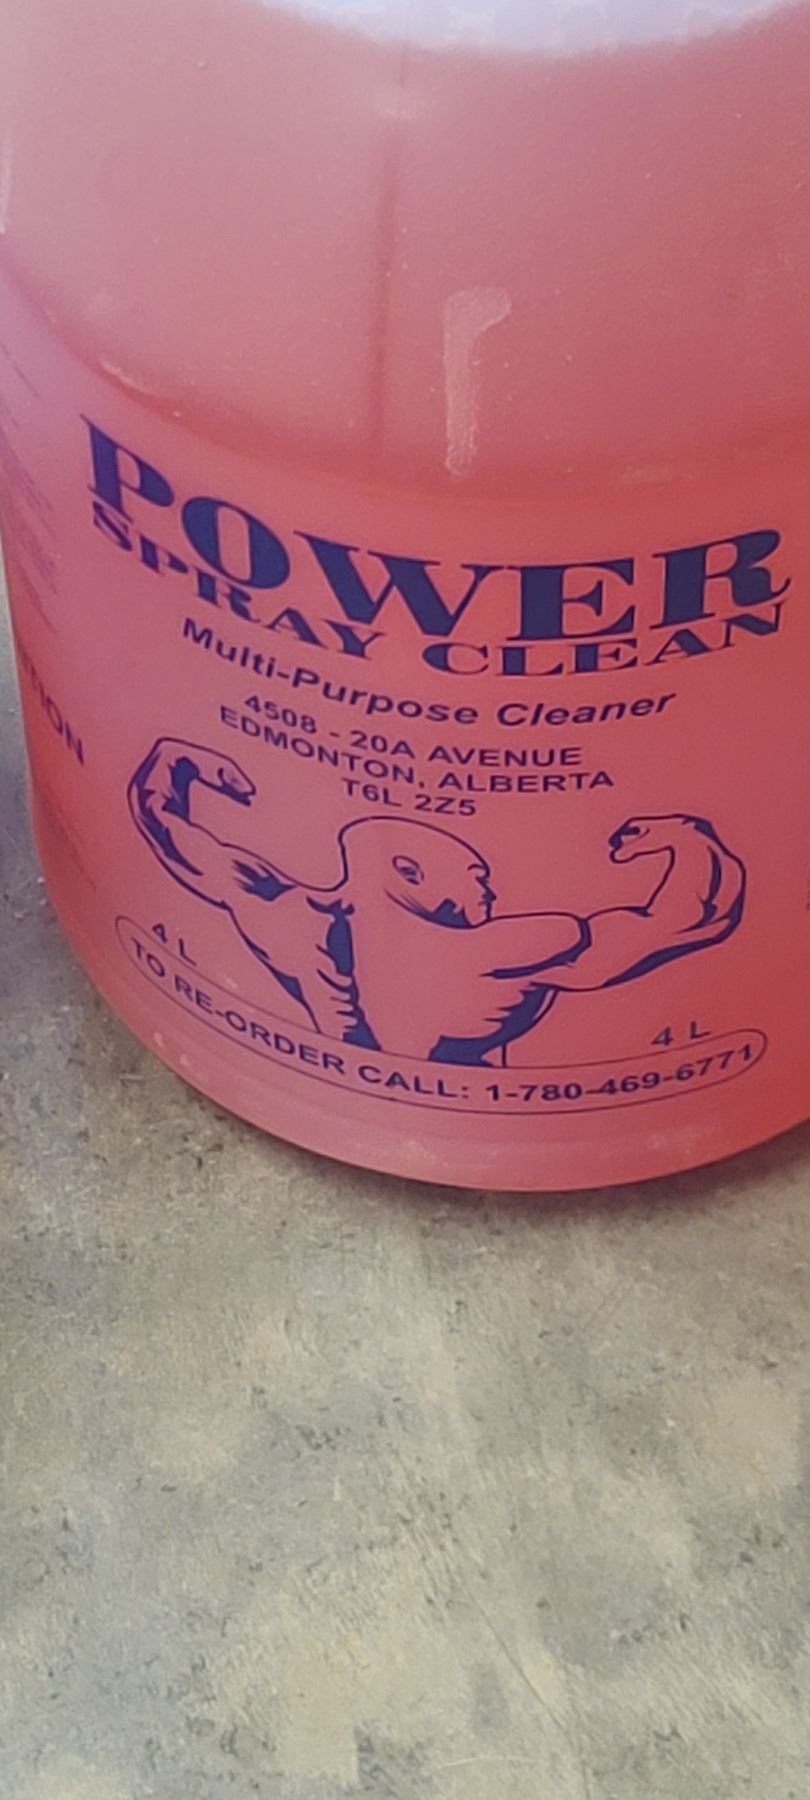 POWER
SPRAY CLEAN
Multi-Purpose Cleaner
4508 - 20A AVENUE
EDMONTON, ALBERTA
T6L 2Z5
4 L
4 L
TO RE-ORDER CALL: 1-780-469-6771